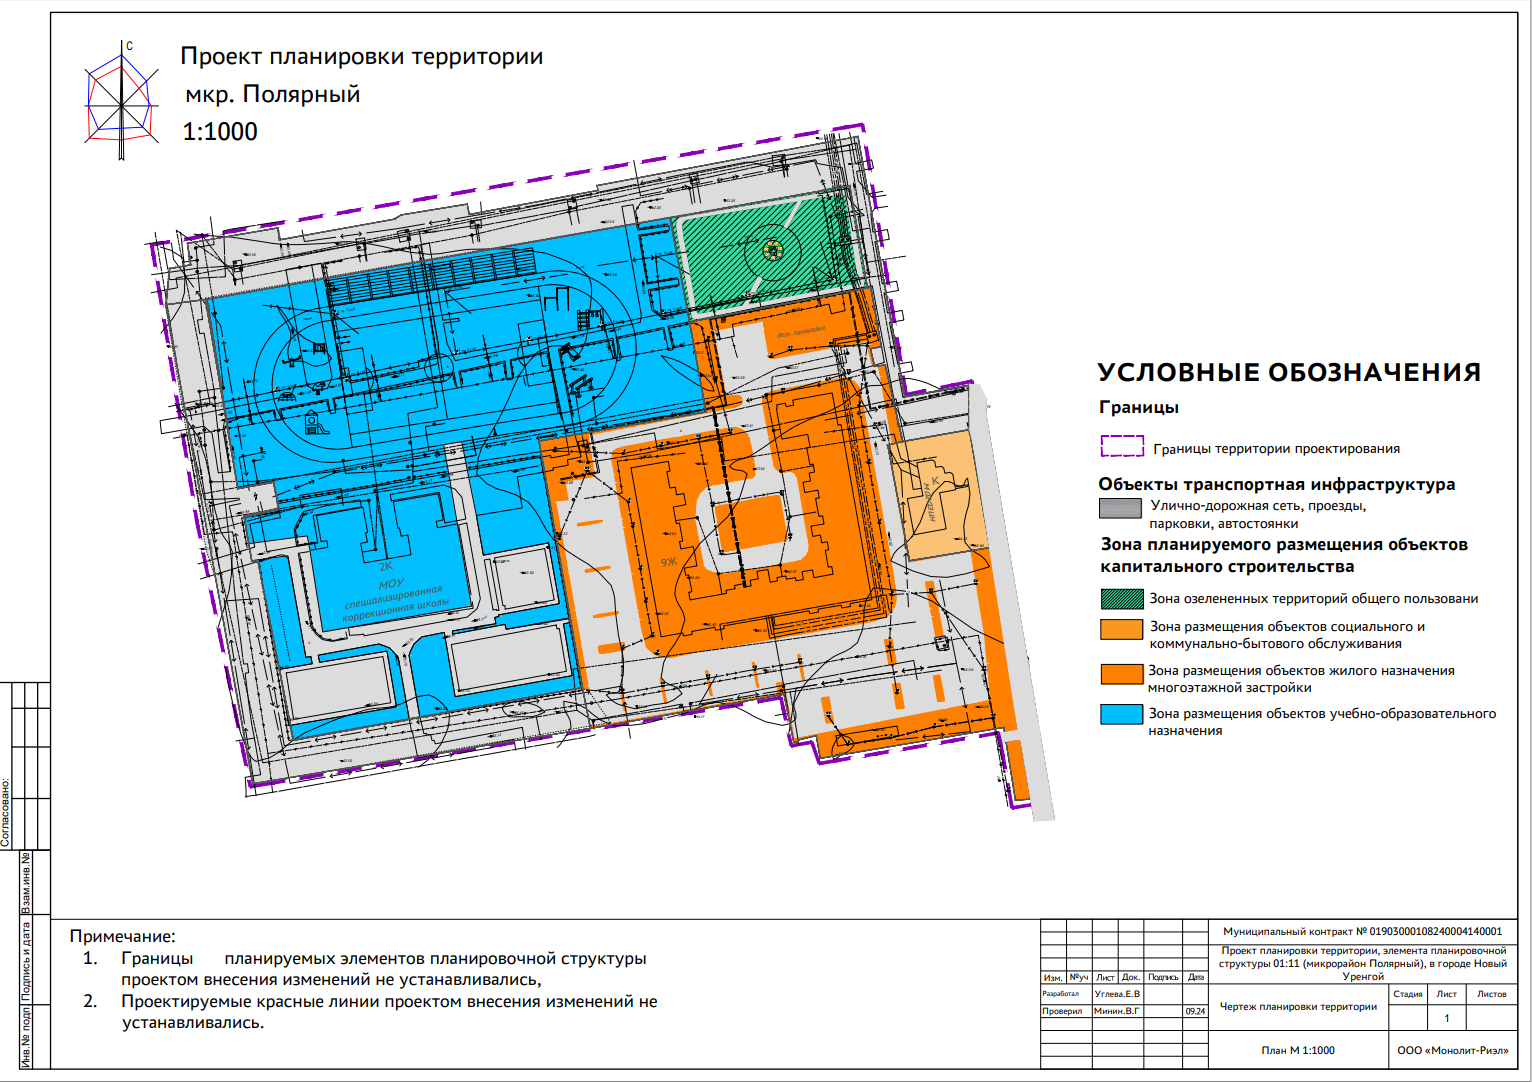 С
Проект планировки территории
мкр. Полярный
1:1000
дет. площадка
К
магазин
9Ж
2К
МОУ
специализированная
коррекционная школы
УСЛОВНЫЕ ОБОЗНАЧЕНИЯ
Границы
Границы территории проектирования
Объекты транспортная инфраструктура
Улично-дорожная сеть, проезды,
парковки, автостоянки
Зона планируемого размещения объектов
капитального строительства
Зона озелененных территорий общего пользовани
Зона размещения объектов социального и
коммунально-бытового обслуживания
Зона размещения объектов жилого назначения
многоэтажной застройки
Зона размещения объектов учебно-образовательного
назначения
Согласовано:
Взам.инв.№
Подпись и дата
Инв.№ подп
Примечание:
1. Границы планируемых элементов планировочной структуры
проектом внесения изменений не устанавливались,
2. Проектируемые красные линии проектом внесения изменений не
устанавливались.
Муниципальный контракт № 01903000108240004140001
Проект планировки территории, элемента планировочной
структуры 01:11 (микрорайон Полярный), в городе Новый
Уренгой
Изм. №уч Лист Док. Подпись Дата
Разработал Углева.Е.В
Проверил Минин.В.Г 09.24
Чертеж планировки территории
Стадия Лист Листов
1
План М 1:1000
ООО «Монолит-Риэл»